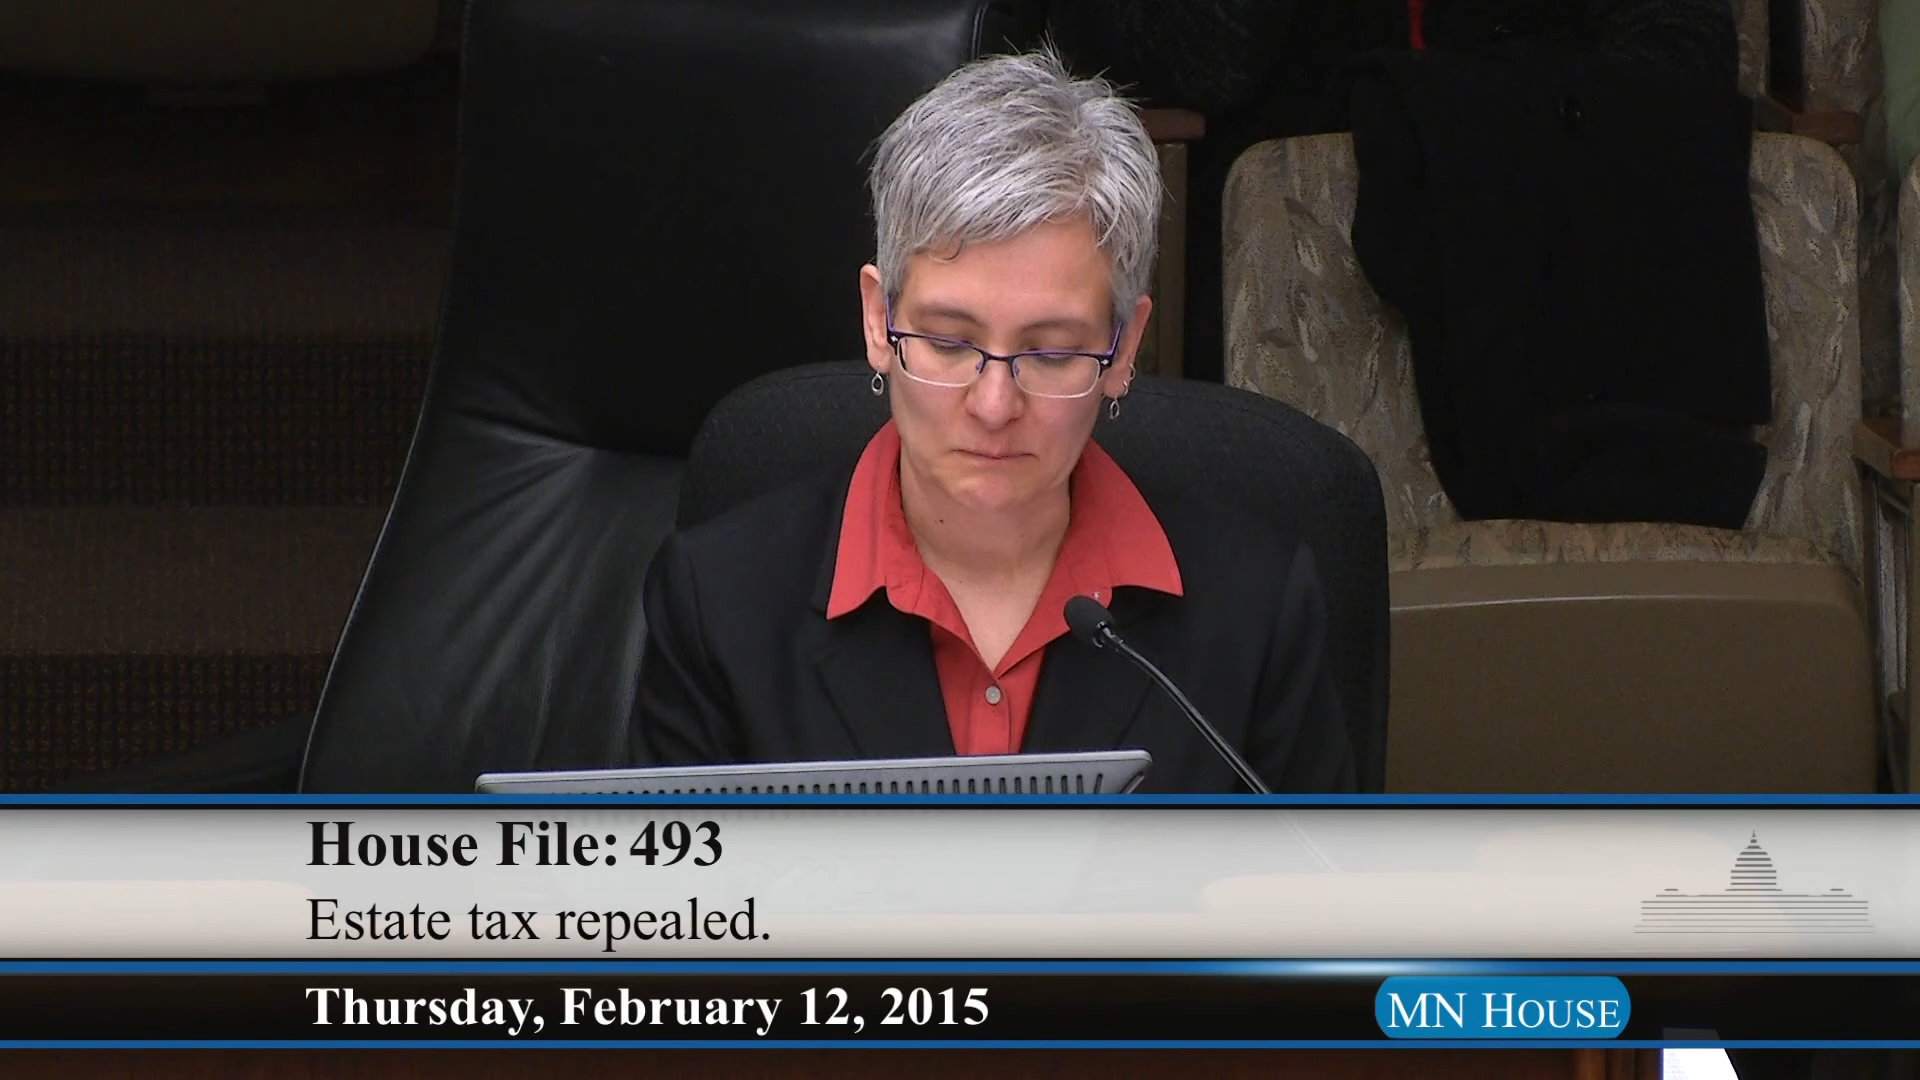 House File: 493
Estate tax repealed.
Thursday, February 12, 2015
MN HOUSE